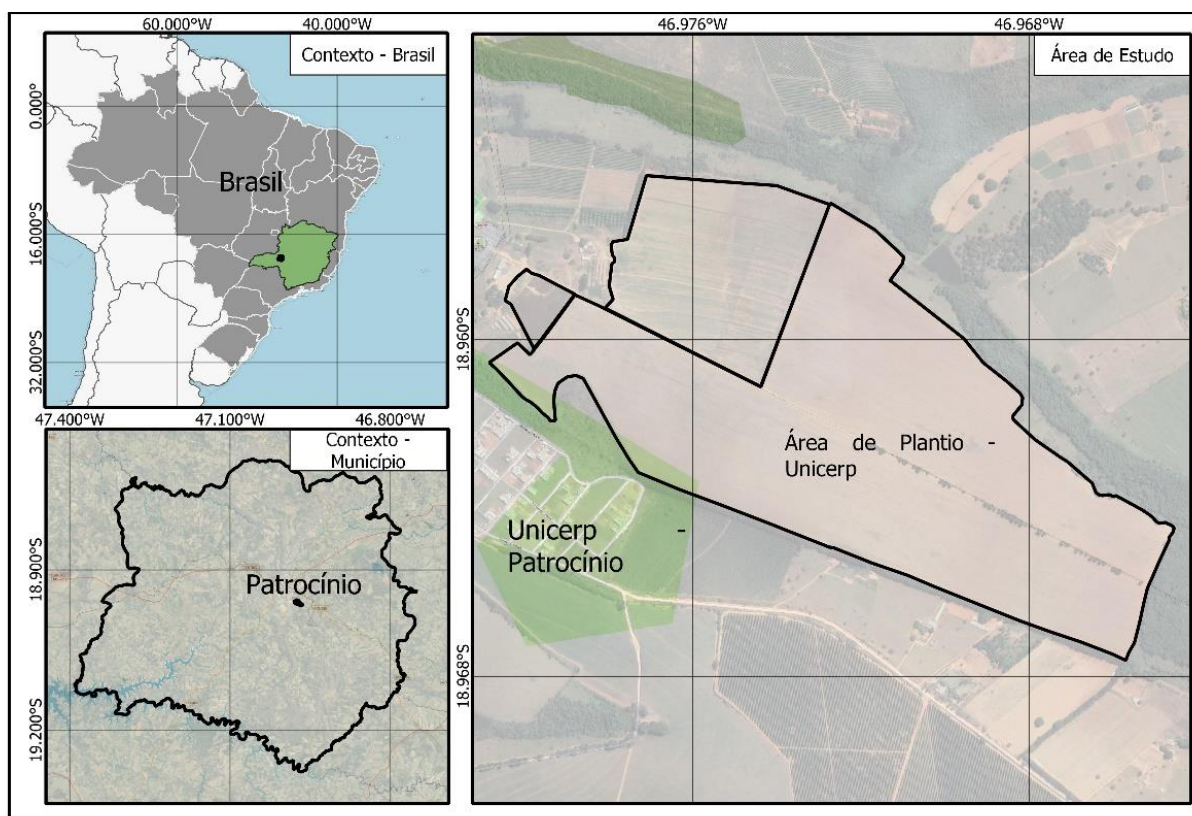 60.000°W 40.000°W
Contexto - Brasil
0.000°
16.000°S
32.000°S
Brasil
47.400°W 47.100°W 46.800°W
Contexto -
Município
18.900°S
19.200°S
Patrocínio
46.976°W 46.968°W
Área de Estudo
18.960°S
18.968°S
Área de Plantio -
Unicerp
Unicerp -
Patrocínio